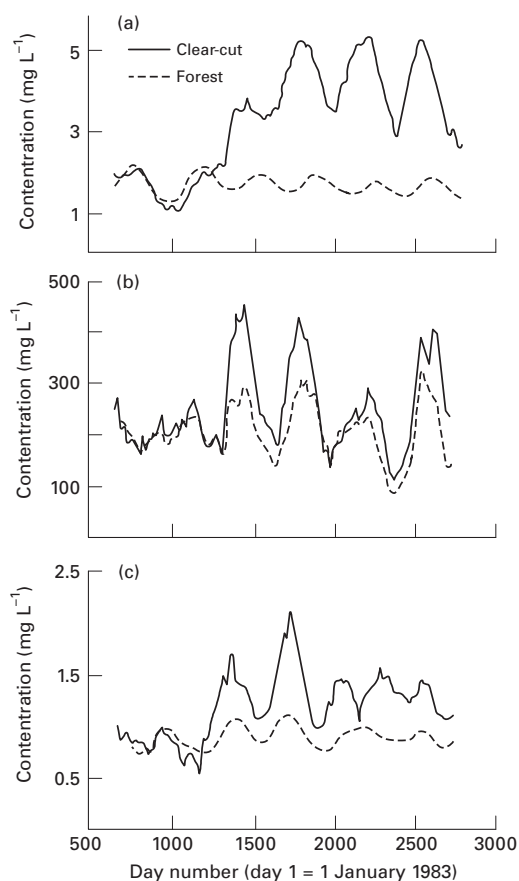 (a)
Clear-cut
Forest
5
3
1
Contentration (mg L⁻¹)
(b)
500
300
100
Concentration (mg L⁻¹)
(c)
2.5
1.5
0.5
Contentration (mg L⁻¹)
500 1000 1500 2000 2500 3000
Day number (day 1 = 1 January 1983)